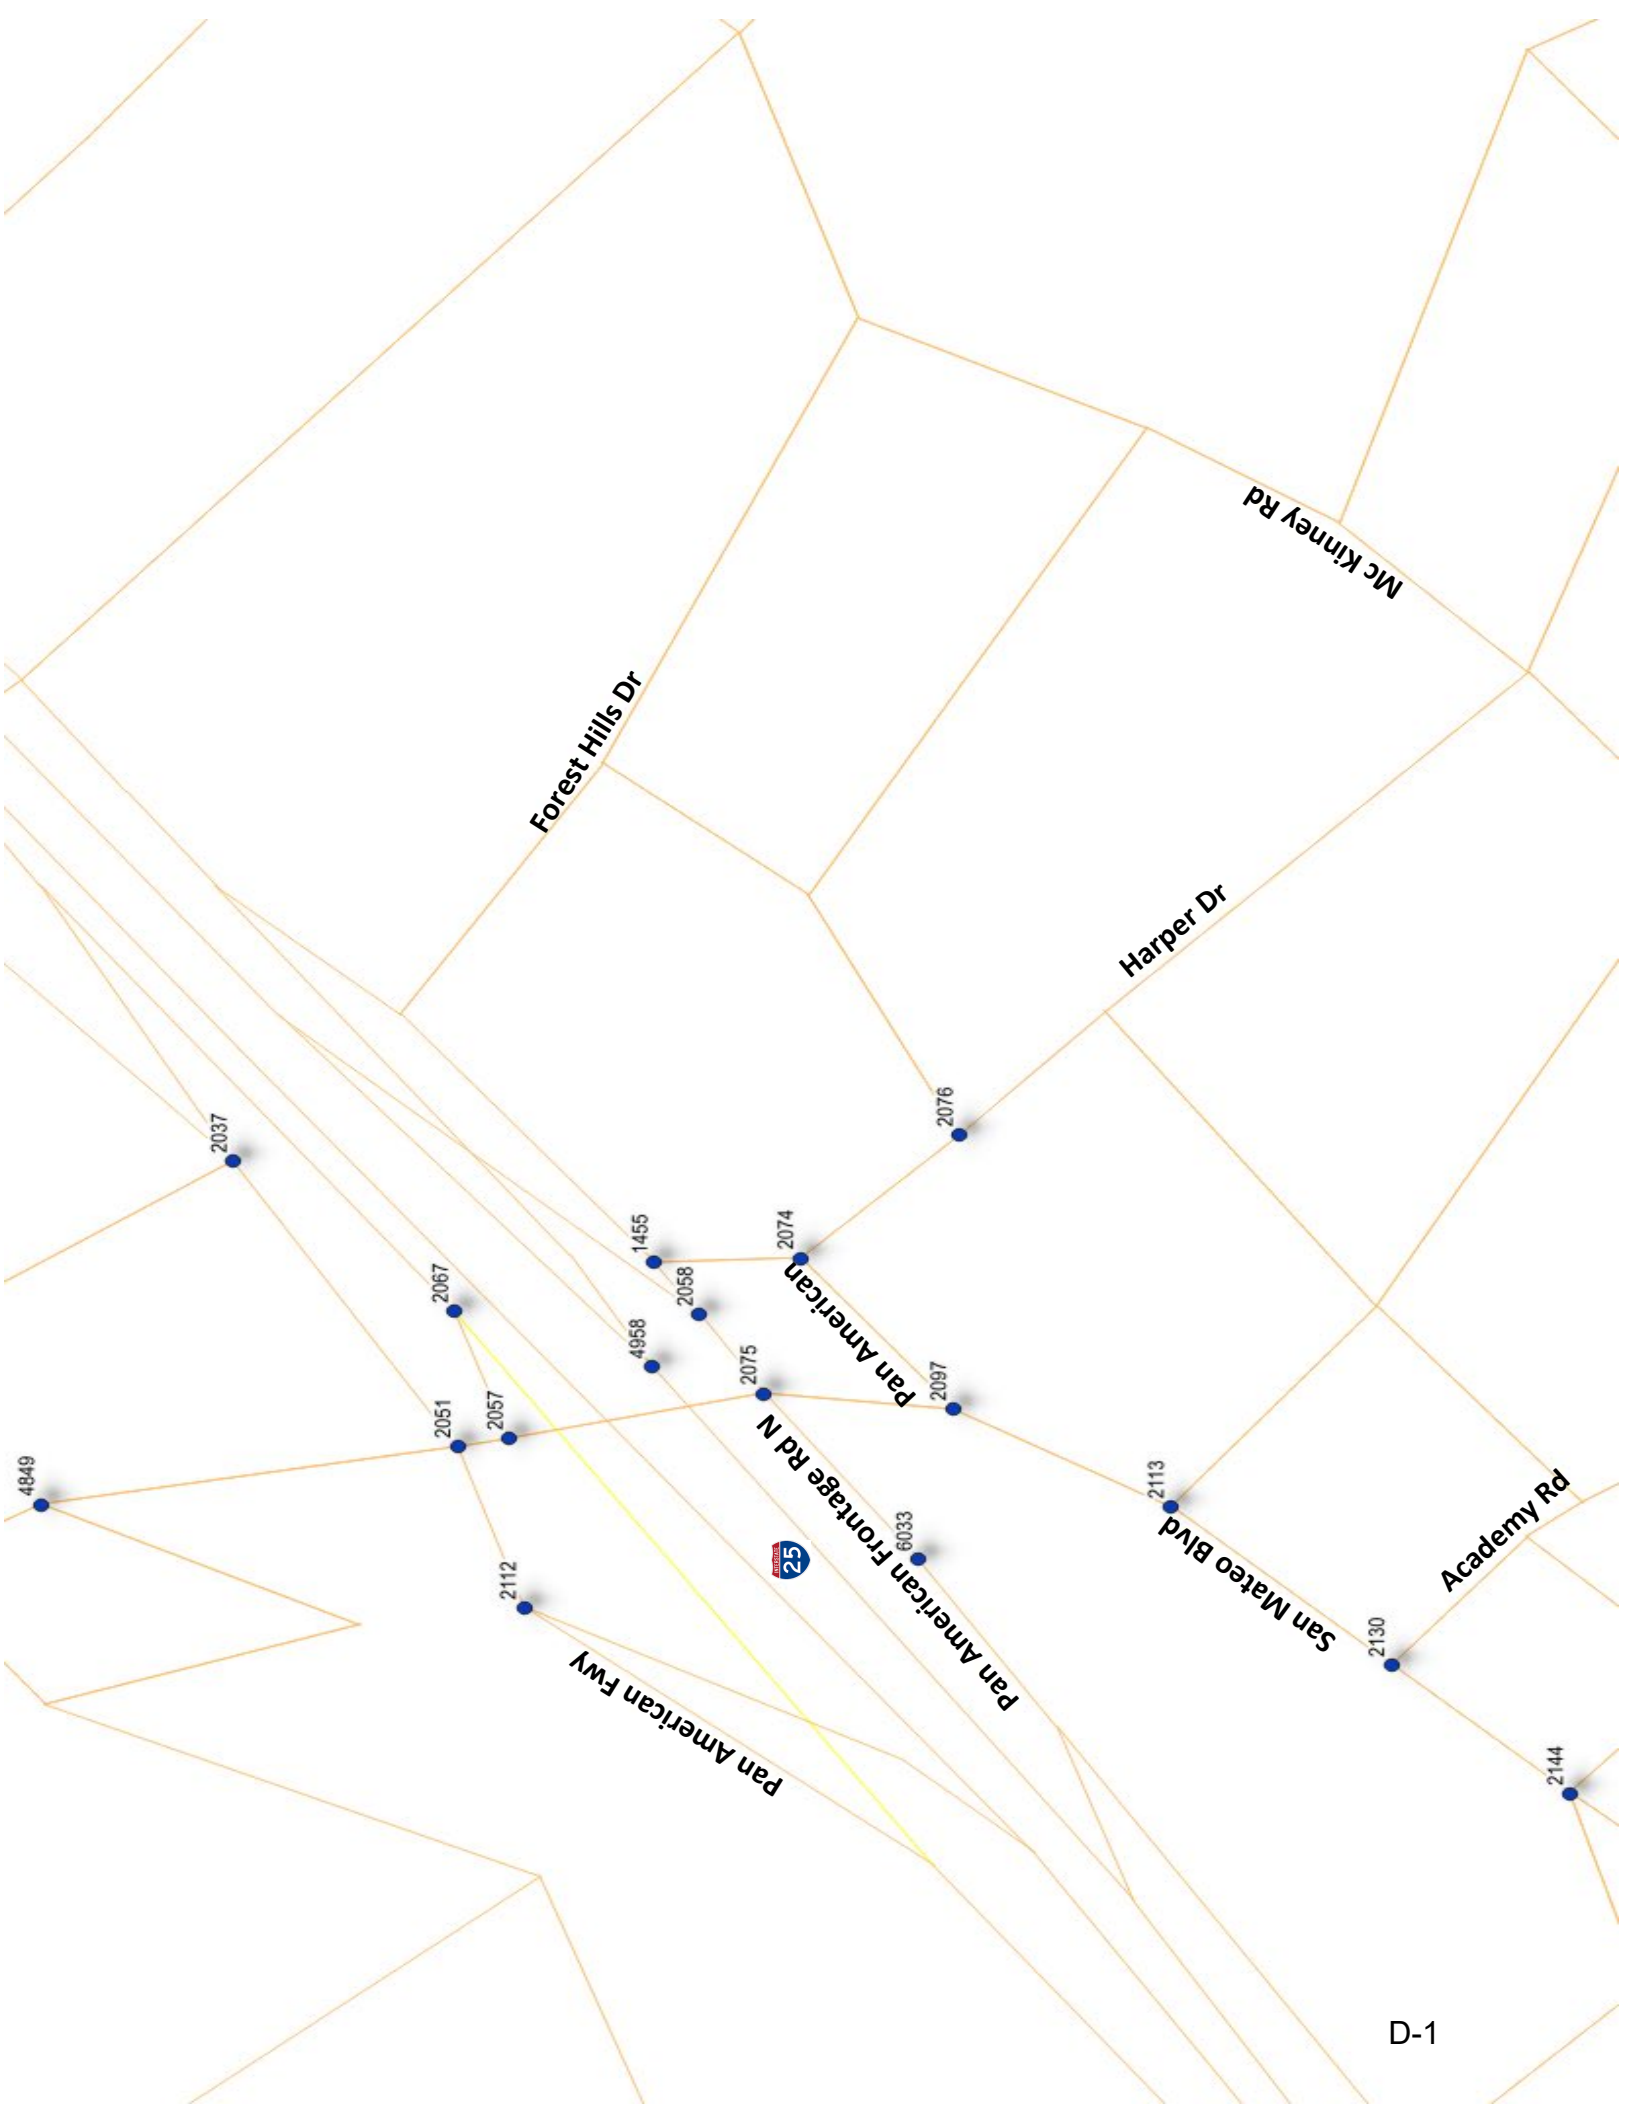 Mc Kinney Rd
Forest Hills Dr
Harper Dr
2076
2037
1455
2074
2058
2067
4958
2075
Pan American
2097
2051
2057
4849
2113
6033
INTERSTATE
25
Pan American Frontage Rd N
San Mateo Blvd
Academy Rd
2112
2130
Pan American Fwy
2144
D-1